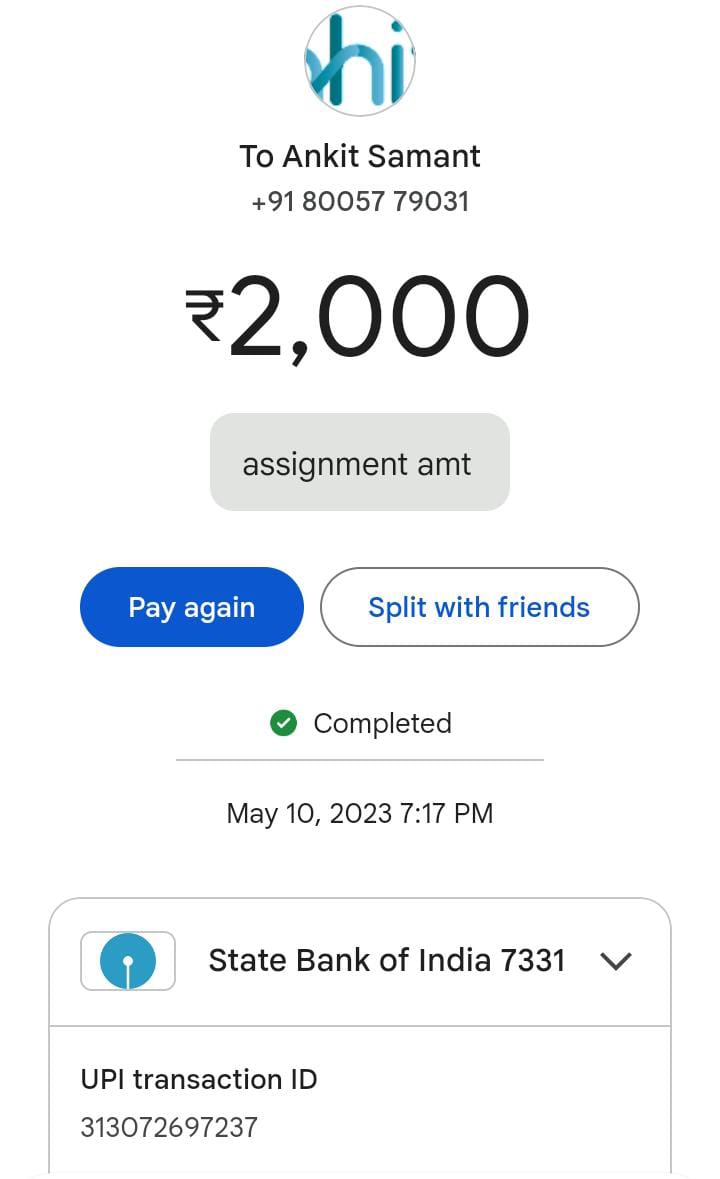 hi
To Ankit Samant
+91 80057 79031
₹2,000
assignment amt
Pay again
Split with friends
Completed
May 10, 2023 7:17 PM
State Bank of India 7331
UPI transaction ID
313072697237